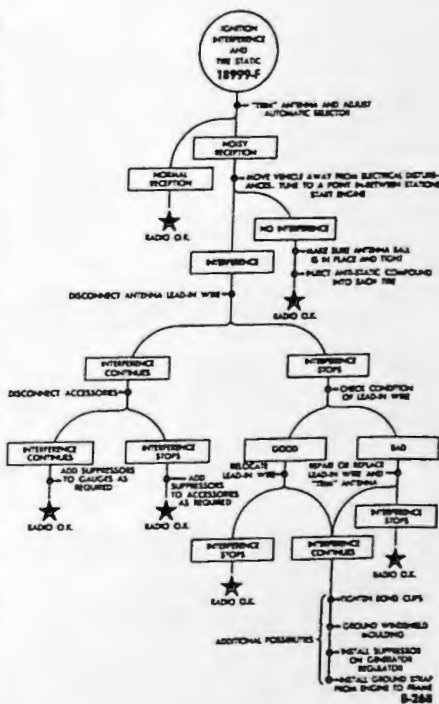 IGNITION
INTERFERENCE
AND
TIRE STATIC
18999-F
"TRIM" ANTENNA AND ADJUST
AUTOMATIC SELECTOR
NOISY
RECEPTION
NORMAL
RECEPTION
MOVE VEHICLE AWAY FROM ELECTRICAL DISTURB-
ANCES. TUNE TO A POINT IN-BETWEEN STATIONS
START ENGINE
RADIO O.K.
NO INTERFERENCE
MAKE SURE ANTENNA BALL
IS IN PLACE AND TIGHT
INTERFERENCE
INJECT ANTI-STATIC COMPOUND
INTO EACH TIRE
DISCONNECT ANTENNA LEAD-IN WIRE
RADIO O.K.
INTERFERENCE
CONTINUES
INTERFERENCE
STOPS
DISCONNECT ACCESSORIES
CHECK CONDITION
OF LEAD-IN WIRE
INTERFERENCE
CONTINUES
INTERFERENCE
STOPS
GOOD
BAD
ADD SUPPRESSORS
TO GAUGES AS
REQUIRED
ADD
SUPPRESSORS
TO ACCESSORIES
AS REQUIRED
RELOCATE
LEAD-IN WIRE
REPAIR OR REPLACE
LEAD-IN WIRE AND
"TRIM" ANTENNA
RADIO O.K.
RADIO O.K.
INTERFERENCE
STOPS
INTERFERENCE
STOPS
INTERFERENCE
CONTINUES
RADIO O.K.
RADIO O.K.
ADDITIONAL POSSIBILITIES
TIGHTEN BOND CLIPS
GROUND WINDSHIELD
MOULDING
INSTALL SUPPRESSOR
ON GENERATOR
REGULATOR
INSTALL GROUND STRAP
FROM ENGINE TO FRAME
8-268